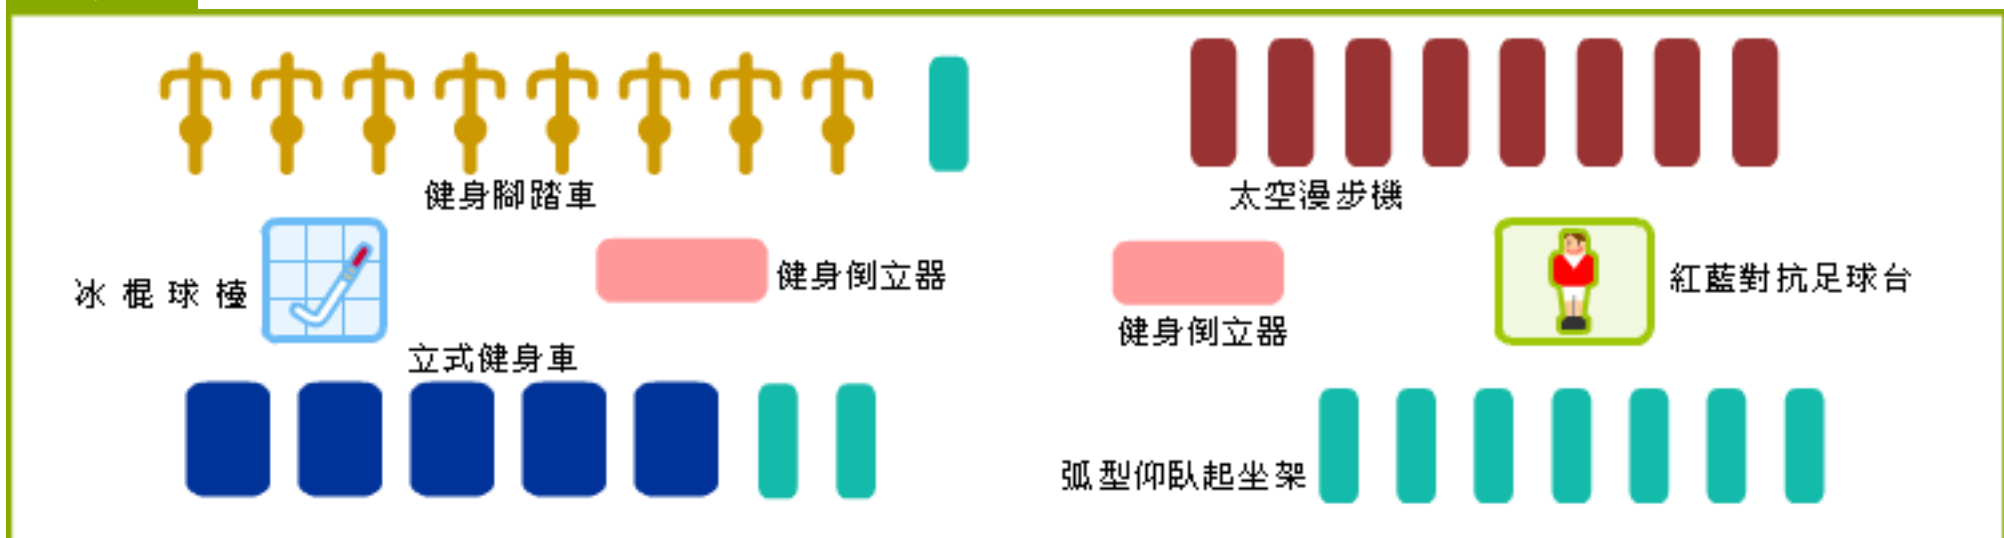 健身腳踏車
太空漫步機
冰棍球檯
健身倒立器
健身倒立器
紅藍對抗足球台
立式健身車
弧型仰臥起坐架